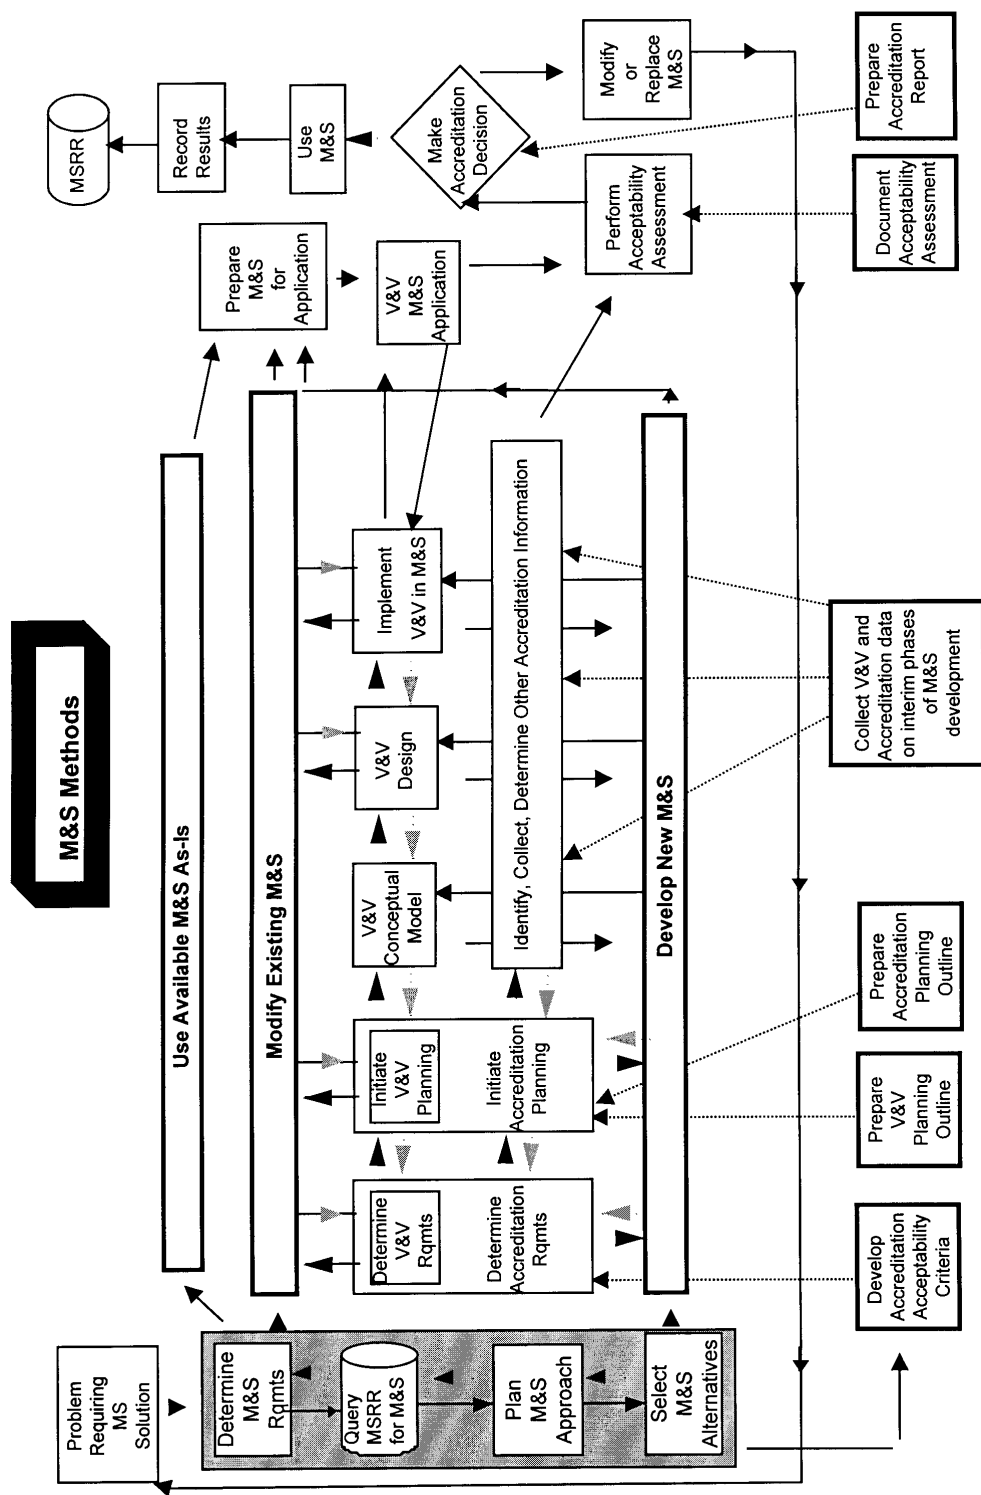 M&S Methods
Problem
Requiring
MS
Solution
Determine
M&S
Rqmts
Query
MSRR
for M&S
Plan
M&S
Approach
Select
M&S
Alternatives
Use Available M&S As-Is
Modify Existing M&S
Determine
V&V
Rqmts
Determine
Accreditation
Rqmts
Initiate
V&V
Planning
Initiate
Accreditation
Planning
V&V
Conceptual
Model
V&V
Design
Implement
V&V in M&S
Identify, Collect, Determine Other Accreditation Information
Develop New M&S
Prepare
M&S
for
Application
V&V
M&S
Application
MSRR
Record
Results
Use
M&S
Make
Accreditation
Decision
Modify
or
Replace
M&S
Perform
Acceptability
Assessment
Develop
Accreditation
Acceptability
Criteria
Prepare
V&V
Planning
Outline
Prepare
Accreditation
Planning
Outline
Collect V&V and
Accreditation data
on interim phases
of M&S
development
Document
Acceptability
Assessment
Prepare
Accreditation
Report